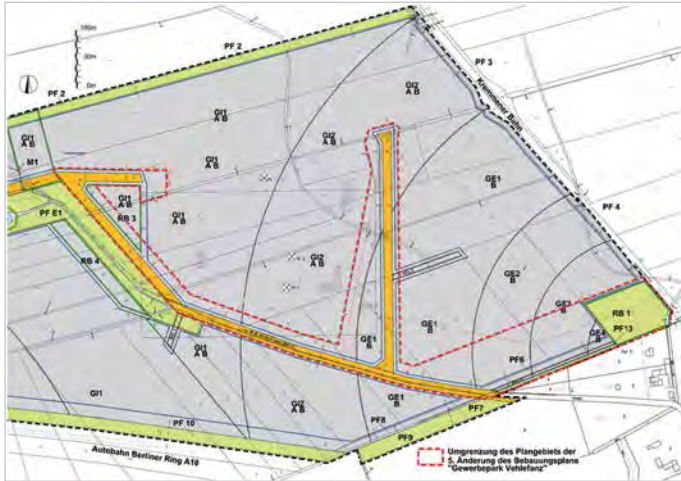 100m
50m
0m
PF 2
PF 2
PF 3
Kremmener Bahn
GI1
A B
GI2
A B
GI1
A B
GI2
A B
M1
GI1
A B
GE1
B
GI1
A B
GI1
A B
PF 4
PF E1
RB 3
RB 4
GI2
A B
GE2
B
GE3
B
RB 1
PF13
GE1
B
GE1
B
GE4
B
GI1
A B
PF6
GI1
GI2
A B
GE1
B
PF 10
PF8
PF7
PF9
Autobahn Berliner Ring A10
Umgrenzung des Plangebiets der
5. Änderung des Bebauungsplans
"Gewerbepark Vehlefanz"